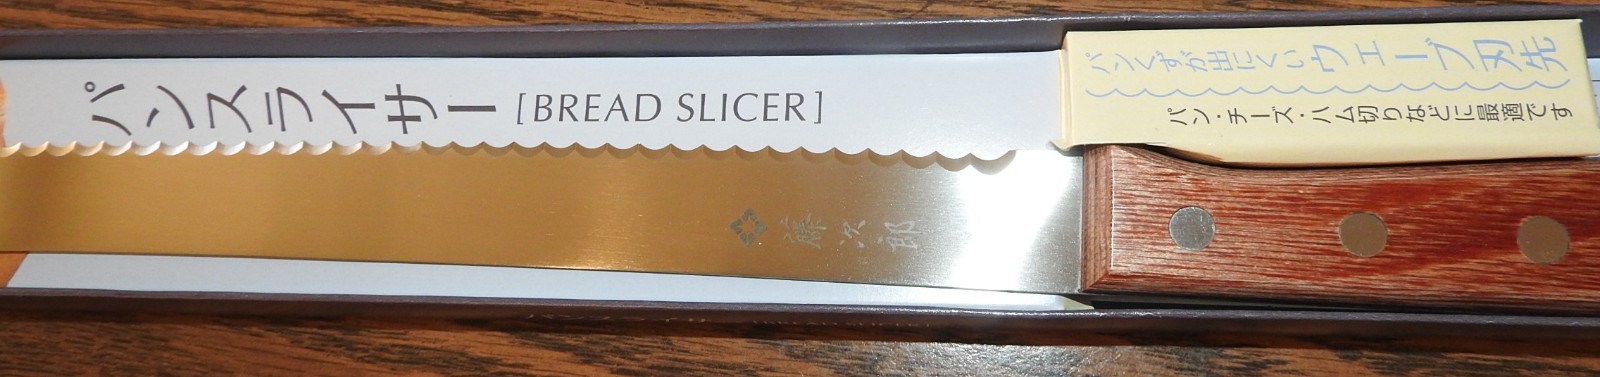 パンスライサー [BREAD SLICER]
パンくずが出にくいウェーブ刃先
パン・チーズ・ハム切りなどに最適です
藤次郎